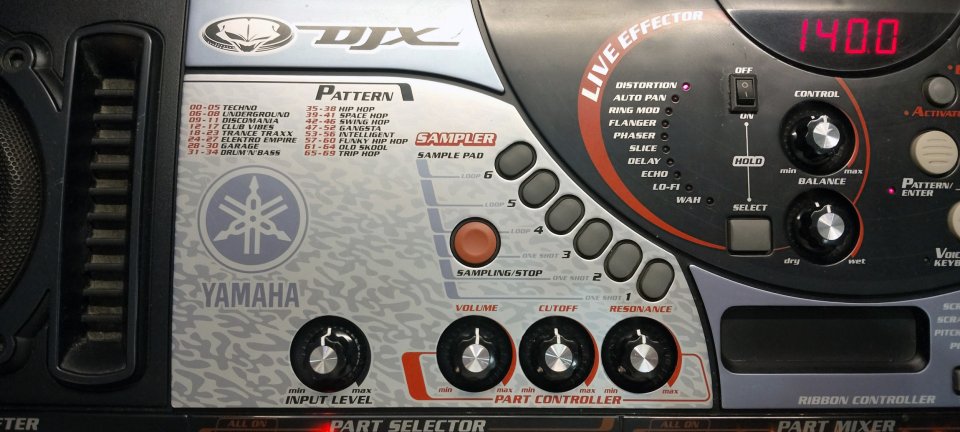 DJX
PATTERN
00-05 TECHNO
06-08 UNDERGROUND
09-11 DISCOMANIA
12-17 CLUB VIBES
18-23 TRANCE TRAXX
24-27 ELEKTRO EMPIRE
28-30 GARAGE
31-34 DRUM'N'BASS
35-38 HIP HOP
39-41 SPACE HOP
42-46 SWING HOP
47-52 GANGSTA
53-56 INTELLIGENT
57-60 FUNKY HIP HOP
61-64 OLD SKOOL
65-69 TRIP HOP
YAMAHA
SAMPLER
SAMPLE PAD
LOOP 6
LOOP 5
LOOP 4
ONE SHOT 3
ONE SHOT 2
ONE SHOT 1
SAMPLING/STOP
INPUT LEVEL
min max
VOLUME
min max
CUTOFF
min max
RESONANCE
min max
PART CONTROLLER
LIVE EFFECTOR
DISTORTION
AUTO PAN
RING MOD
FLANGER
PHASER
SLICE
DELAY
ECHO
LO-FI
WAH
OFF
ON
HOLD
SELECT
140.0
CONTROL
min max
BALANCE
dry wet
PATTERN/
ENTER
RIBBON CONTROLLER
ALL ON
PART SELECTOR
ALL ON
PART MIXER